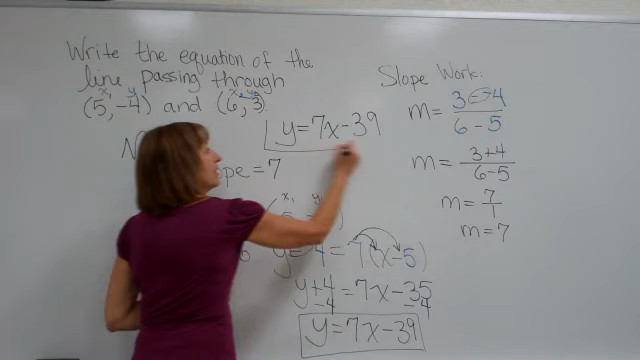 Write the equation of the
line passing through
x₁ y₁ x₂ y₂
(5, -4) and (6, 3)
y=7x-39
=7
x₁
y - -4 = 7(x-5)
y+4=7x-35
-4 -4
y=7x-39
Slope Work:
m= 3--4
6-5
m= 3+4
6-5
m= 7
1
m=7